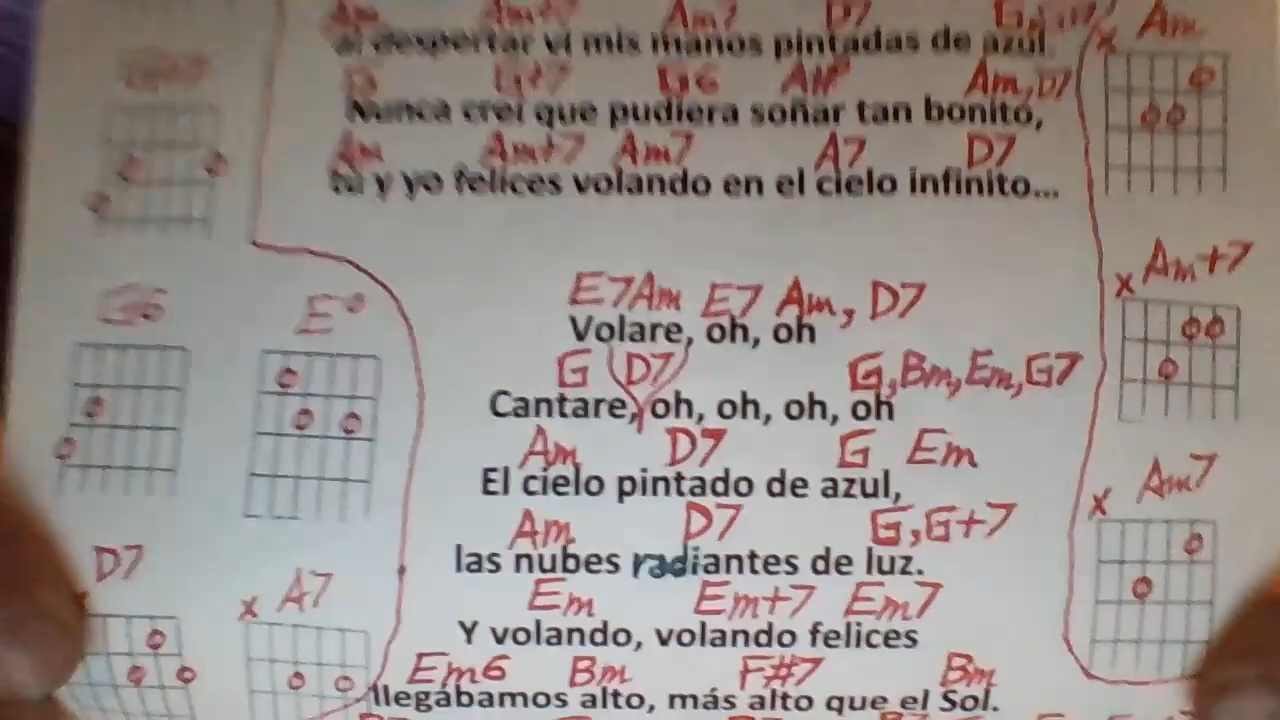 Am Am+7 Am7 D7 Am
al despertar vi mis manos pintadas de azul
G G+7 G6 Am, D7
Nunca creí que pudiera soñar tan bonito,
Am Am+7 Am7 A7 D7
tú y yo felices volando en el cielo infinito...
x Am+7
G6 E°
E7 Am E7 Am, D7
Volare, oh, oh
G (D7) G, Bm, Em, G7
Cantare, oh, oh, oh, oh
Am D7 G Em
El cielo pintado de azul,
x Am7
Am D7 G, G+7
las nubes radiantes de luz.
D7 x A7
Em Em+7 Em7
Y volando, volando felices
Em6 Bm F#7 Bm
llegábamos alto, más alto que el Sol.